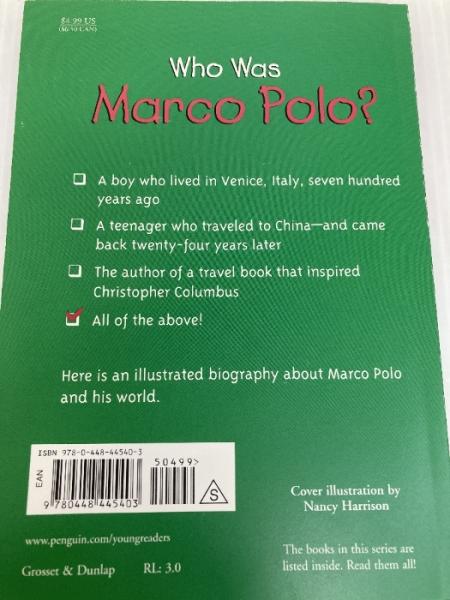 $4.99 US
($6.50 CAN)
Who Was
Marco Polo?
A boy who lived in Venice, Italy, seven hundred
years ago
A teenager who traveled to China—and came
back twenty-four years later
The author of a travel book that inspired
Christopher Columbus
All of the above!
Here is an illustrated biography about Marco Polo
and his world.
ISBN 978-0-448-44540-3
50499>
EAN
9 780448 445403
S
Cover illustration by
Nancy Harrison
www.penguin.com/youngreaders
Grosset & Dunlap RL: 3.0
The books in this series are
listed inside. Read them all!